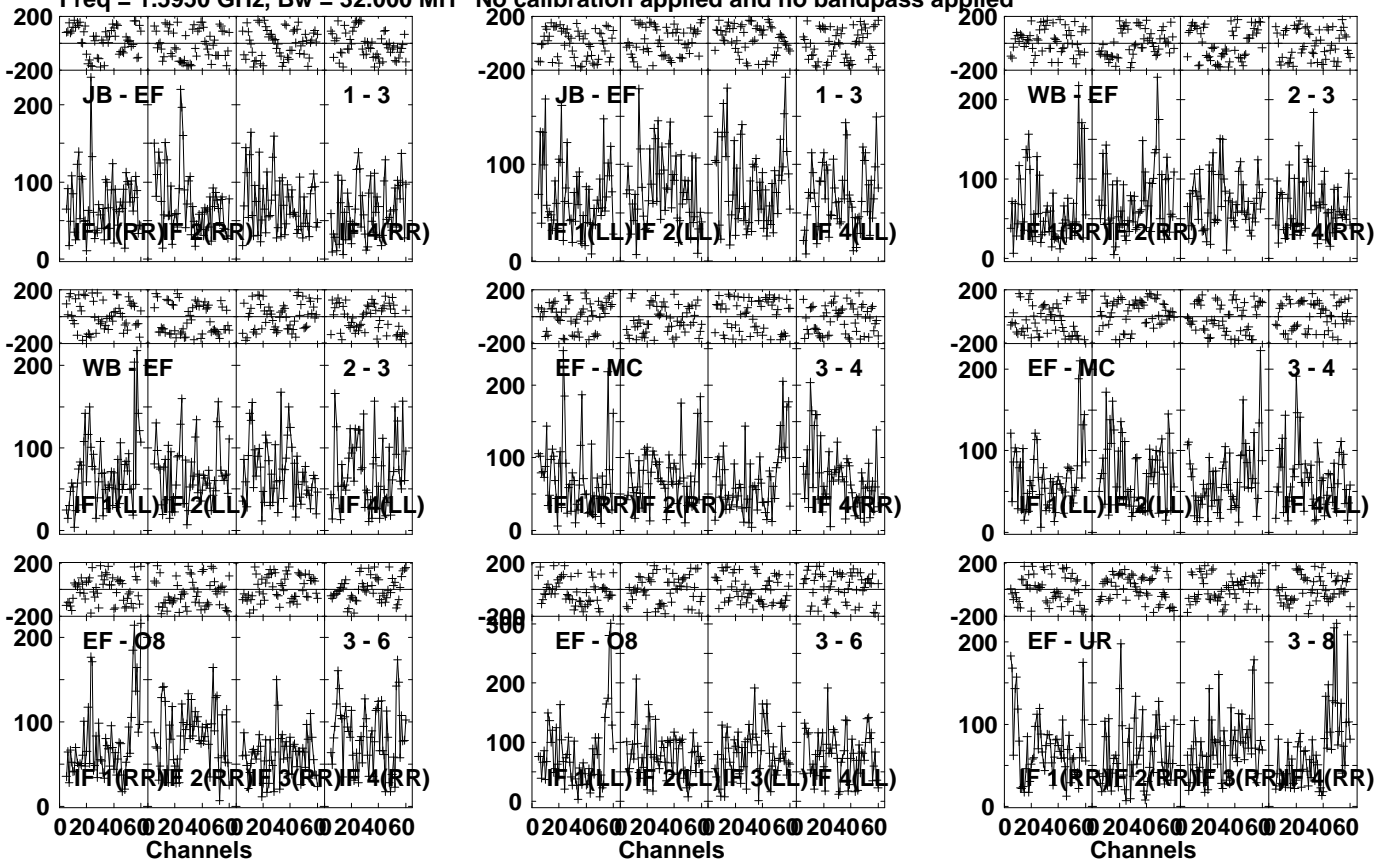 Freq = 1.5950 GHz, Bw = 32.000 MH No calibration applied and no bandpass applied
200
-200
200
100
0
JB - EF 1 - 3
IF 1(RR) IF 2(RR) IF 4(RR)
100
0
JB - EF 1 - 3
IF 1(LL) IF 2(LL) IF 4(LL)
200
-200
200
100
0
WB - EF 2 - 3
IF 1(RR) IF 2(RR) IF 4(RR)
200
-200
200
100
0
WB - EF 2 - 3
IF 1(LL) IF 2(LL) IF 4(LL)
200
-200
200
100
0
EF - MC 3 - 4
IF 1(RR) IF 2(RR) IF 4(RR)
200
-200
200
100
0
EF - MC 3 - 4
IF 1(LL) IF 2(LL) IF 4(LL)
200
-200
200
100
0
EF - O8 3 - 6
IF 1(RR) IF 2(RR) IF 3(RR) IF 4(RR)
0 20 40 60 0 20 40 60 0 20 40 60 0 20 40 60
Channels
200
-200
300
200
100
0
EF - O8 3 - 6
IF 1(LL) IF 2(LL) IF 3(LL) IF 4(LL)
0 20 40 60 0 20 40 60 0 20 40 60 0 20 40 60
Channels
200
-200
200
100
0
EF - UR 3 - 8
IF 1(RR) IF 2(RR) IF 3(RR) IF 4(RR)
0 20 40 60 0 20 40 60 0 20 40 60 0 20 40 60
Channels